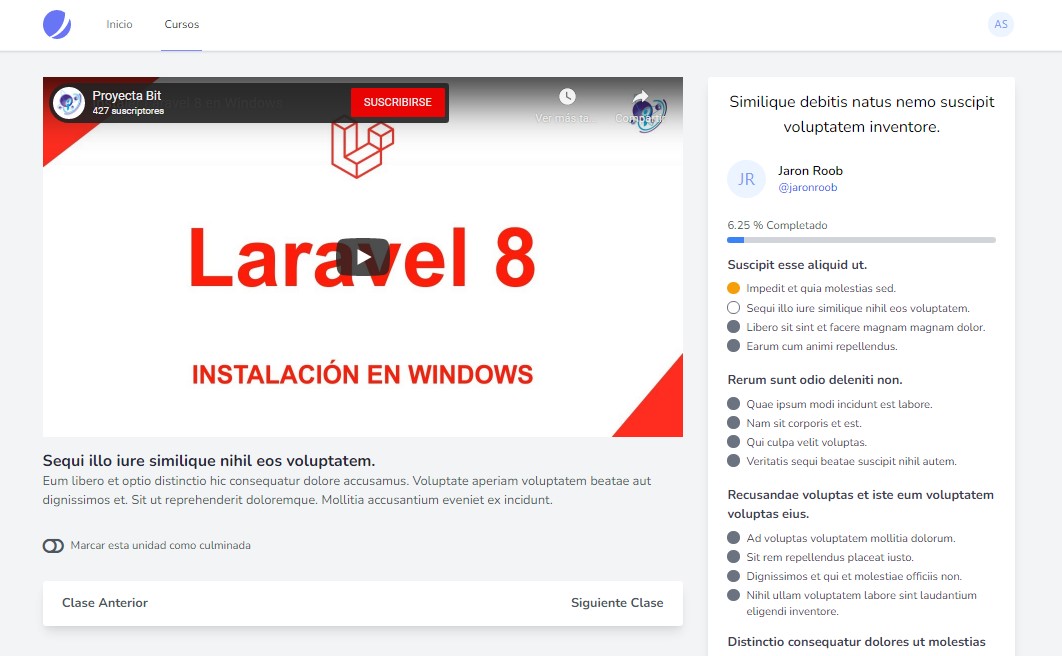 Inicio
Cursos
AS
Proyecta Bit
427 suscriptores
SUSCRIBIRSE
Compartir
Laravel 8
INSTALACIÓN EN WINDOWS
Sequi illo iure similique nihil eos voluptatem.
Eum libero et optio distinctio hic consequatur dolore accusamus. Voluptate aperiam voluptatem beatae aut
dignissimos et. Sit ut reprehenderit doloremque. Mollitia accusantium eveniet ex incidunt.
Marcar esta unidad como culminada
Clase Anterior
Siguiente Clase
Similique debitis natus nemo suscipit
voluptatem inventore.
JR
Jaron Roob
@jaronroob
6.25 % Completado
Suscipit esse aliquid ut.
Impedit et quia molestias sed.
Sequi illo iure similique nihil eos voluptatem.
Libero sit sint et facere magnam magnam dolor.
Earum cum animi repellendus.
Rerum sunt odio deleniti non.
Quae ipsum modi incidunt est labore.
Nam sit corporis et est.
Qui culpa velit voluptas.
Veritatis sequi beatae suscipit nihil autem.
Recusandae voluptas et iste eum voluptatem
voluptas eius.
Ad voluptas voluptatem mollitia dolorum.
Sit rem repellendus placeat iusto.
Dignissimos et qui et molestiae officiis non.
Nihil ullam voluptatem labore sint laudantium
eligendi inventore.
Distinctio consequatur dolores ut molestias